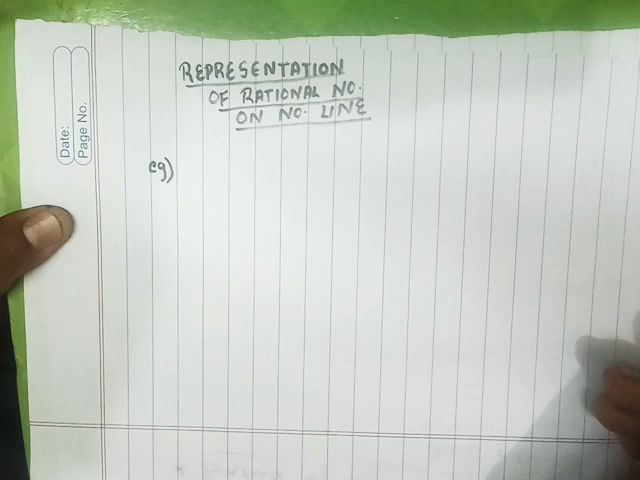 Date:
Page No.
REPRESENTATION
OF RATIONAL NO.
ON NO. LINE
eg)